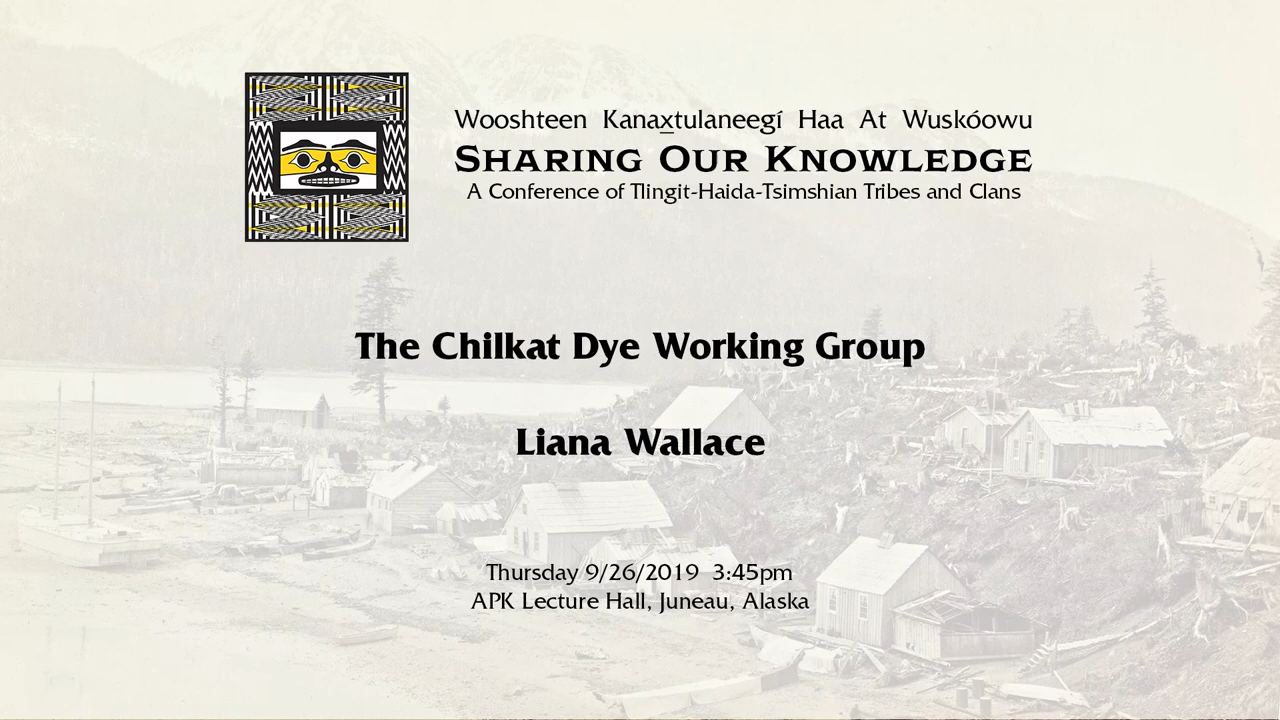 Wooshteen Kanax̲tulaneegí Haa At Wuskóowu
Sharing Our Knowledge
A Conference of Tlingit-Haida-Tsimshian Tribes and Clans
The Chilkat Dye Working Group
Liana Wallace
Thursday 9/26/2019 3:45pm
APK Lecture Hall, Juneau, Alaska